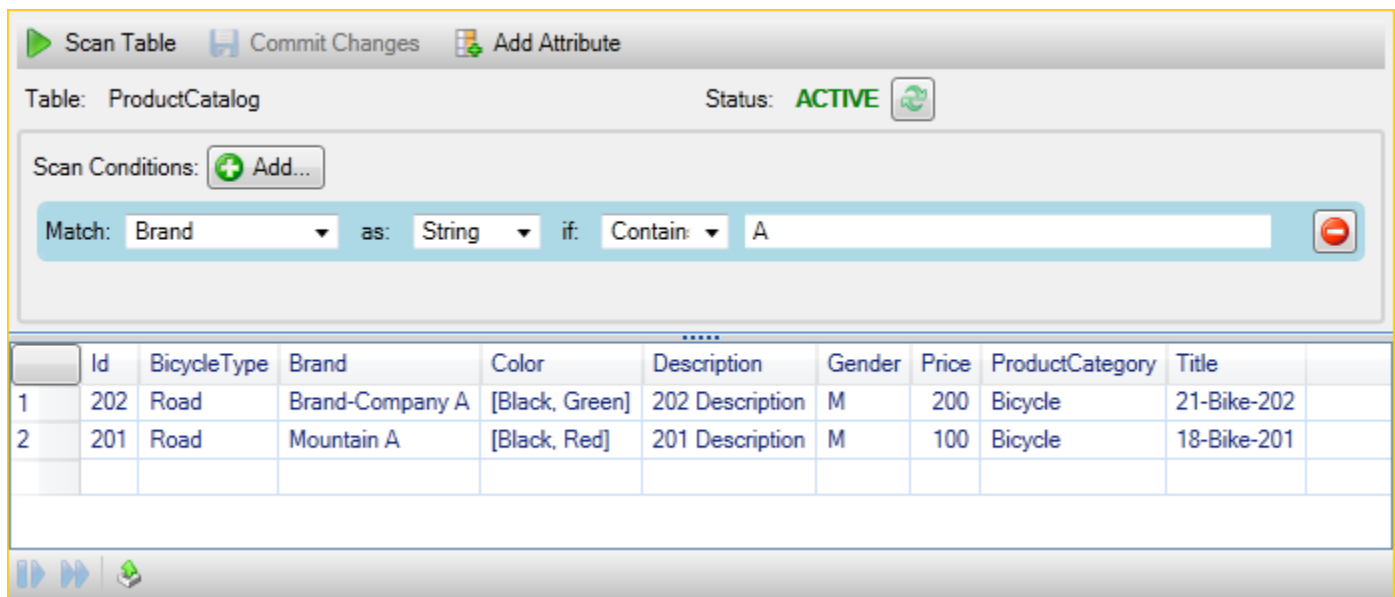 Scan Table Commit Changes Add Attribute
Table: ProductCatalog Status: ACTIVE
Scan Conditions: Add...
Match: Brand as: String if: Contain A
Id BicycleType Brand Color Description Gender Price ProductCategory Title
1 202 Road Brand-Company A [Black, Green] 202 Description M 200 Bicycle 21-Bike-202
2 201 Road Mountain A [Black, Red] 201 Description M 100 Bicycle 18-Bike-201